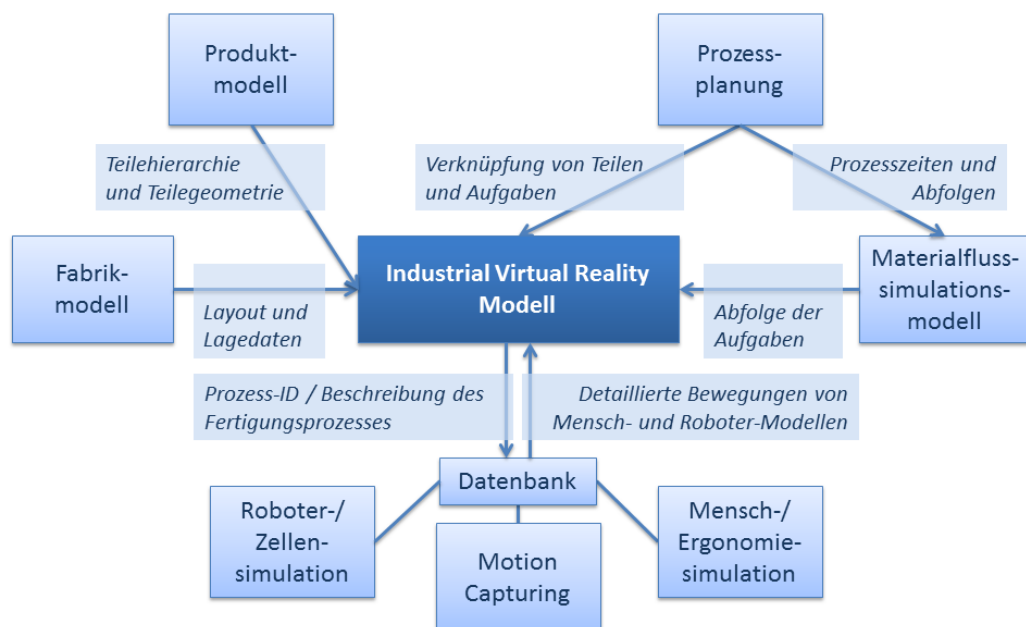 Produkt-
modell
Prozess-
planung
Teilehierarchie
und Teilegeometrie
Verknüpfung von Teilen
und Aufgaben
Prozesszeiten und
Abfolgen
Fabrik-
modell
Industrial Virtual Reality
Modell
Materialfluss-
simulations-
modell
Layout und
Lagedaten
Abfolge der
Aufgaben
Prozess-ID / Beschreibung des
Fertigungsprozesses
Detaillierte Bewegungen von
Mensch- und Roboter-Modellen
Datenbank
Roboter-/
Zellen-
simulation
Motion
Capturing
Mensch-/
Ergonomie-
simulation